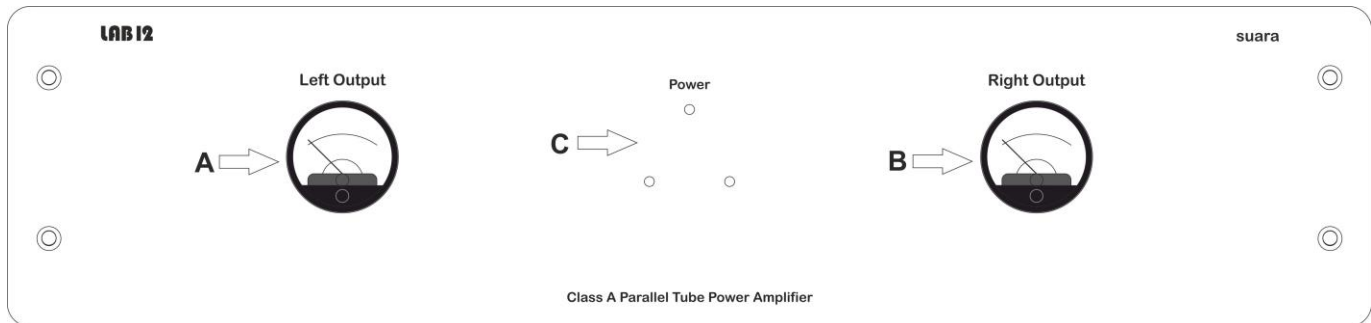 LAB12
suara
Left Output
Power
Right Output
A
C
B
Class A Parallel Tube Power Amplifier